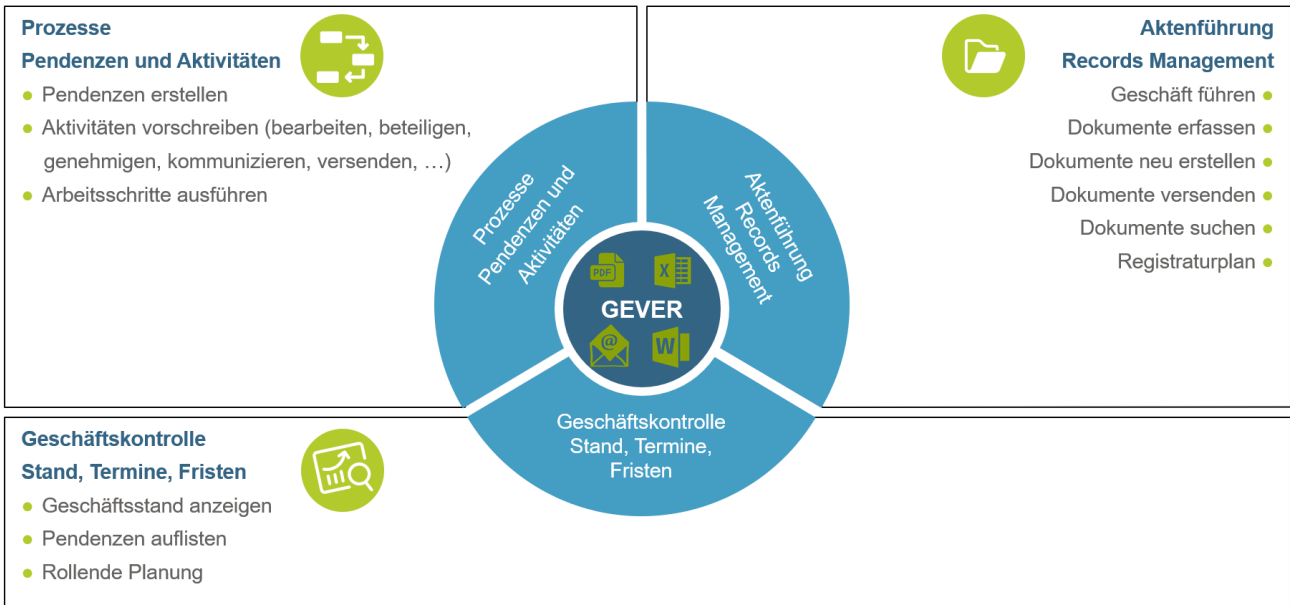 Prozesse
Pendenzen und Aktivitäten
● Pendenzen erstellen
● Aktivitäten vorschreiben (bearbeiten, beteiligen,
genehmigen, kommunizieren, versenden, …)
● Arbeitsschritte ausführen
Aktenführung
Records Management
Geschäft führen ●
Dokumente erfassen ●
Dokumente neu erstellen ●
Dokumente versenden ●
Dokumente suchen ●
Registraturplan ●
Prozesse
Pendenzen und
Aktivitäten
Aktenführung
Records
Management
PDF
X
GEVER
@
W
Geschäftskontrolle
Stand, Termine,
Fristen
Geschäftskontrolle
Stand, Termine, Fristen
● Geschäftsstand anzeigen
● Pendenzen auflisten
● Rollende Planung